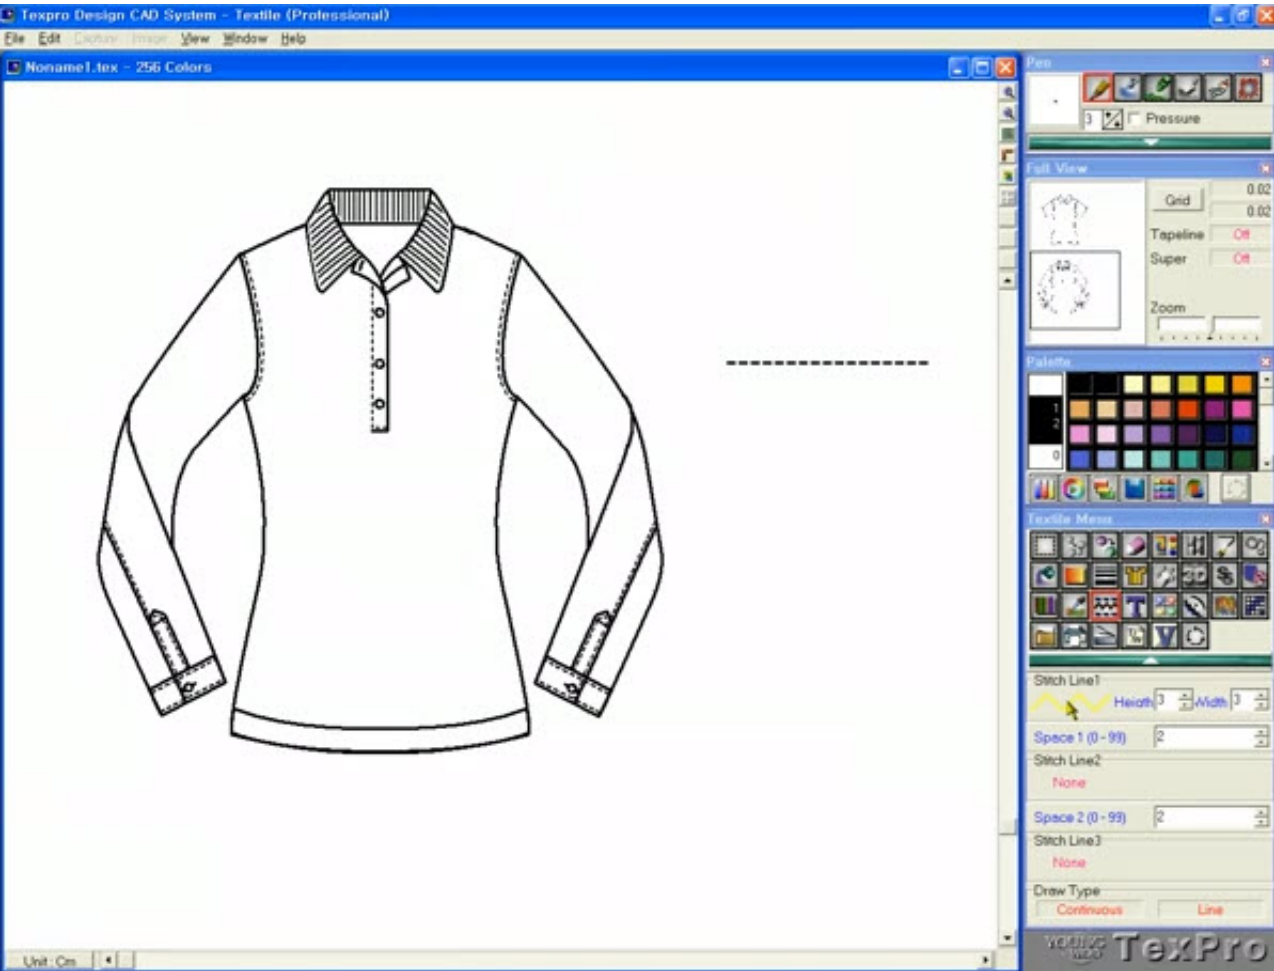 Texpro Design CAD System - Textile (Professional)
File Edit Capture Image View Window Help
Noname1.tex - 256 Colors
Pen
3 Pressure
Full View
Grid
0.02
0.02
Tapeline Off
Super Off
Zoom
Palette
1
2
0
Textile Menu
3D
T
V
Stitch Line1
Heigth 3 Width 3
Space 1 (0 - 99) 2
Stitch Line2
None
Space 2 (0 - 99) 2
Stitch Line3
None
Draw Type
Continuous Line
Unit : Cm
YOUNG WOO TexPro